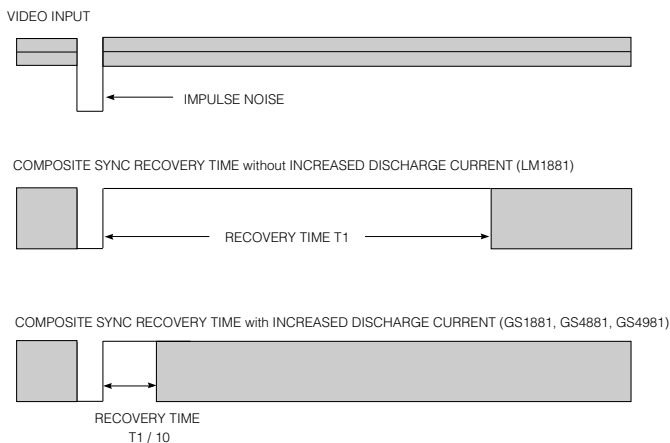 VIDEO INPUT
IMPULSE NOISE
COMPOSITE SYNC RECOVERY TIME without INCREASED DISCHARGE CURRENT (LM1881)
RECOVERY TIME T1
COMPOSITE SYNC RECOVERY TIME with INCREASED DISCHARGE CURRENT (GS1881, GS4881, GS4981)
RECOVERY TIME
T1 / 10